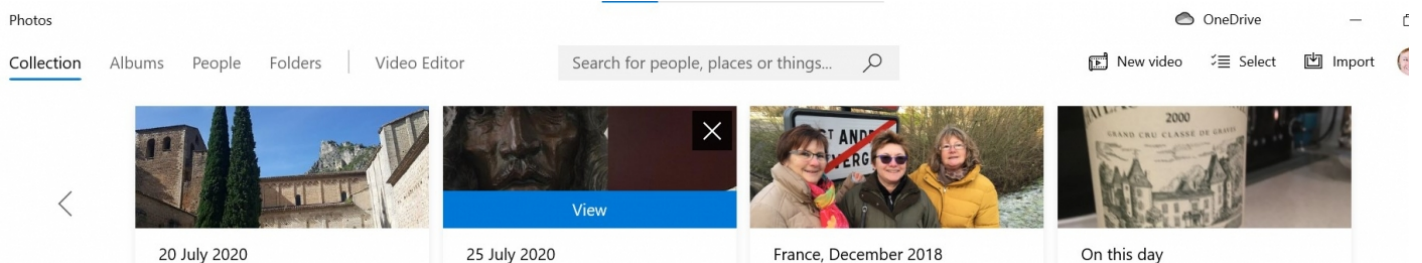 Photos
OneDrive
Collection Albums People Folders Video Editor
Search for people, places or things...
New video Select Import
View
2000
GRAND CRU CLASSÉ DE GRAVES
20 July 2020
25 July 2020
France, December 2018
On this day